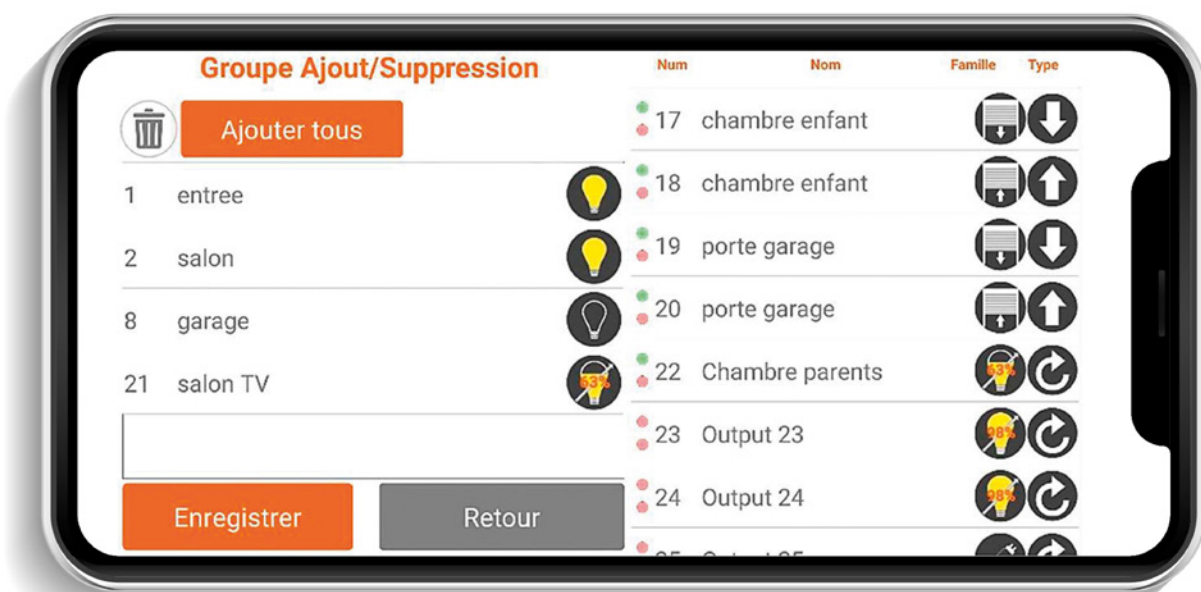 Groupe Ajout/Suppression
Ajouter tous
1 entree
2 salon
8 garage
21 salon TV 63%
Enregistrer
Retour
Num Nom Famille Type
17 chambre enfant
18 chambre enfant
19 porte garage
20 porte garage
22 Chambre parents 63%
23 Output 23 98%
24 Output 24 98%